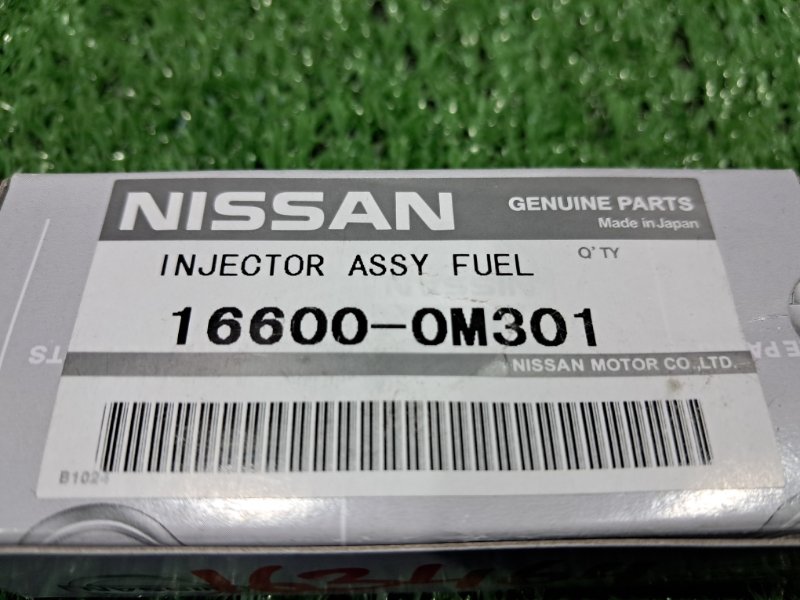 NISSAN
GENUINE PARTS
Made in Japan
INJECTOR ASSY FUEL
Q'TY
16600-0M301
NISSAN MOTOR CO.,LTD.
B1024